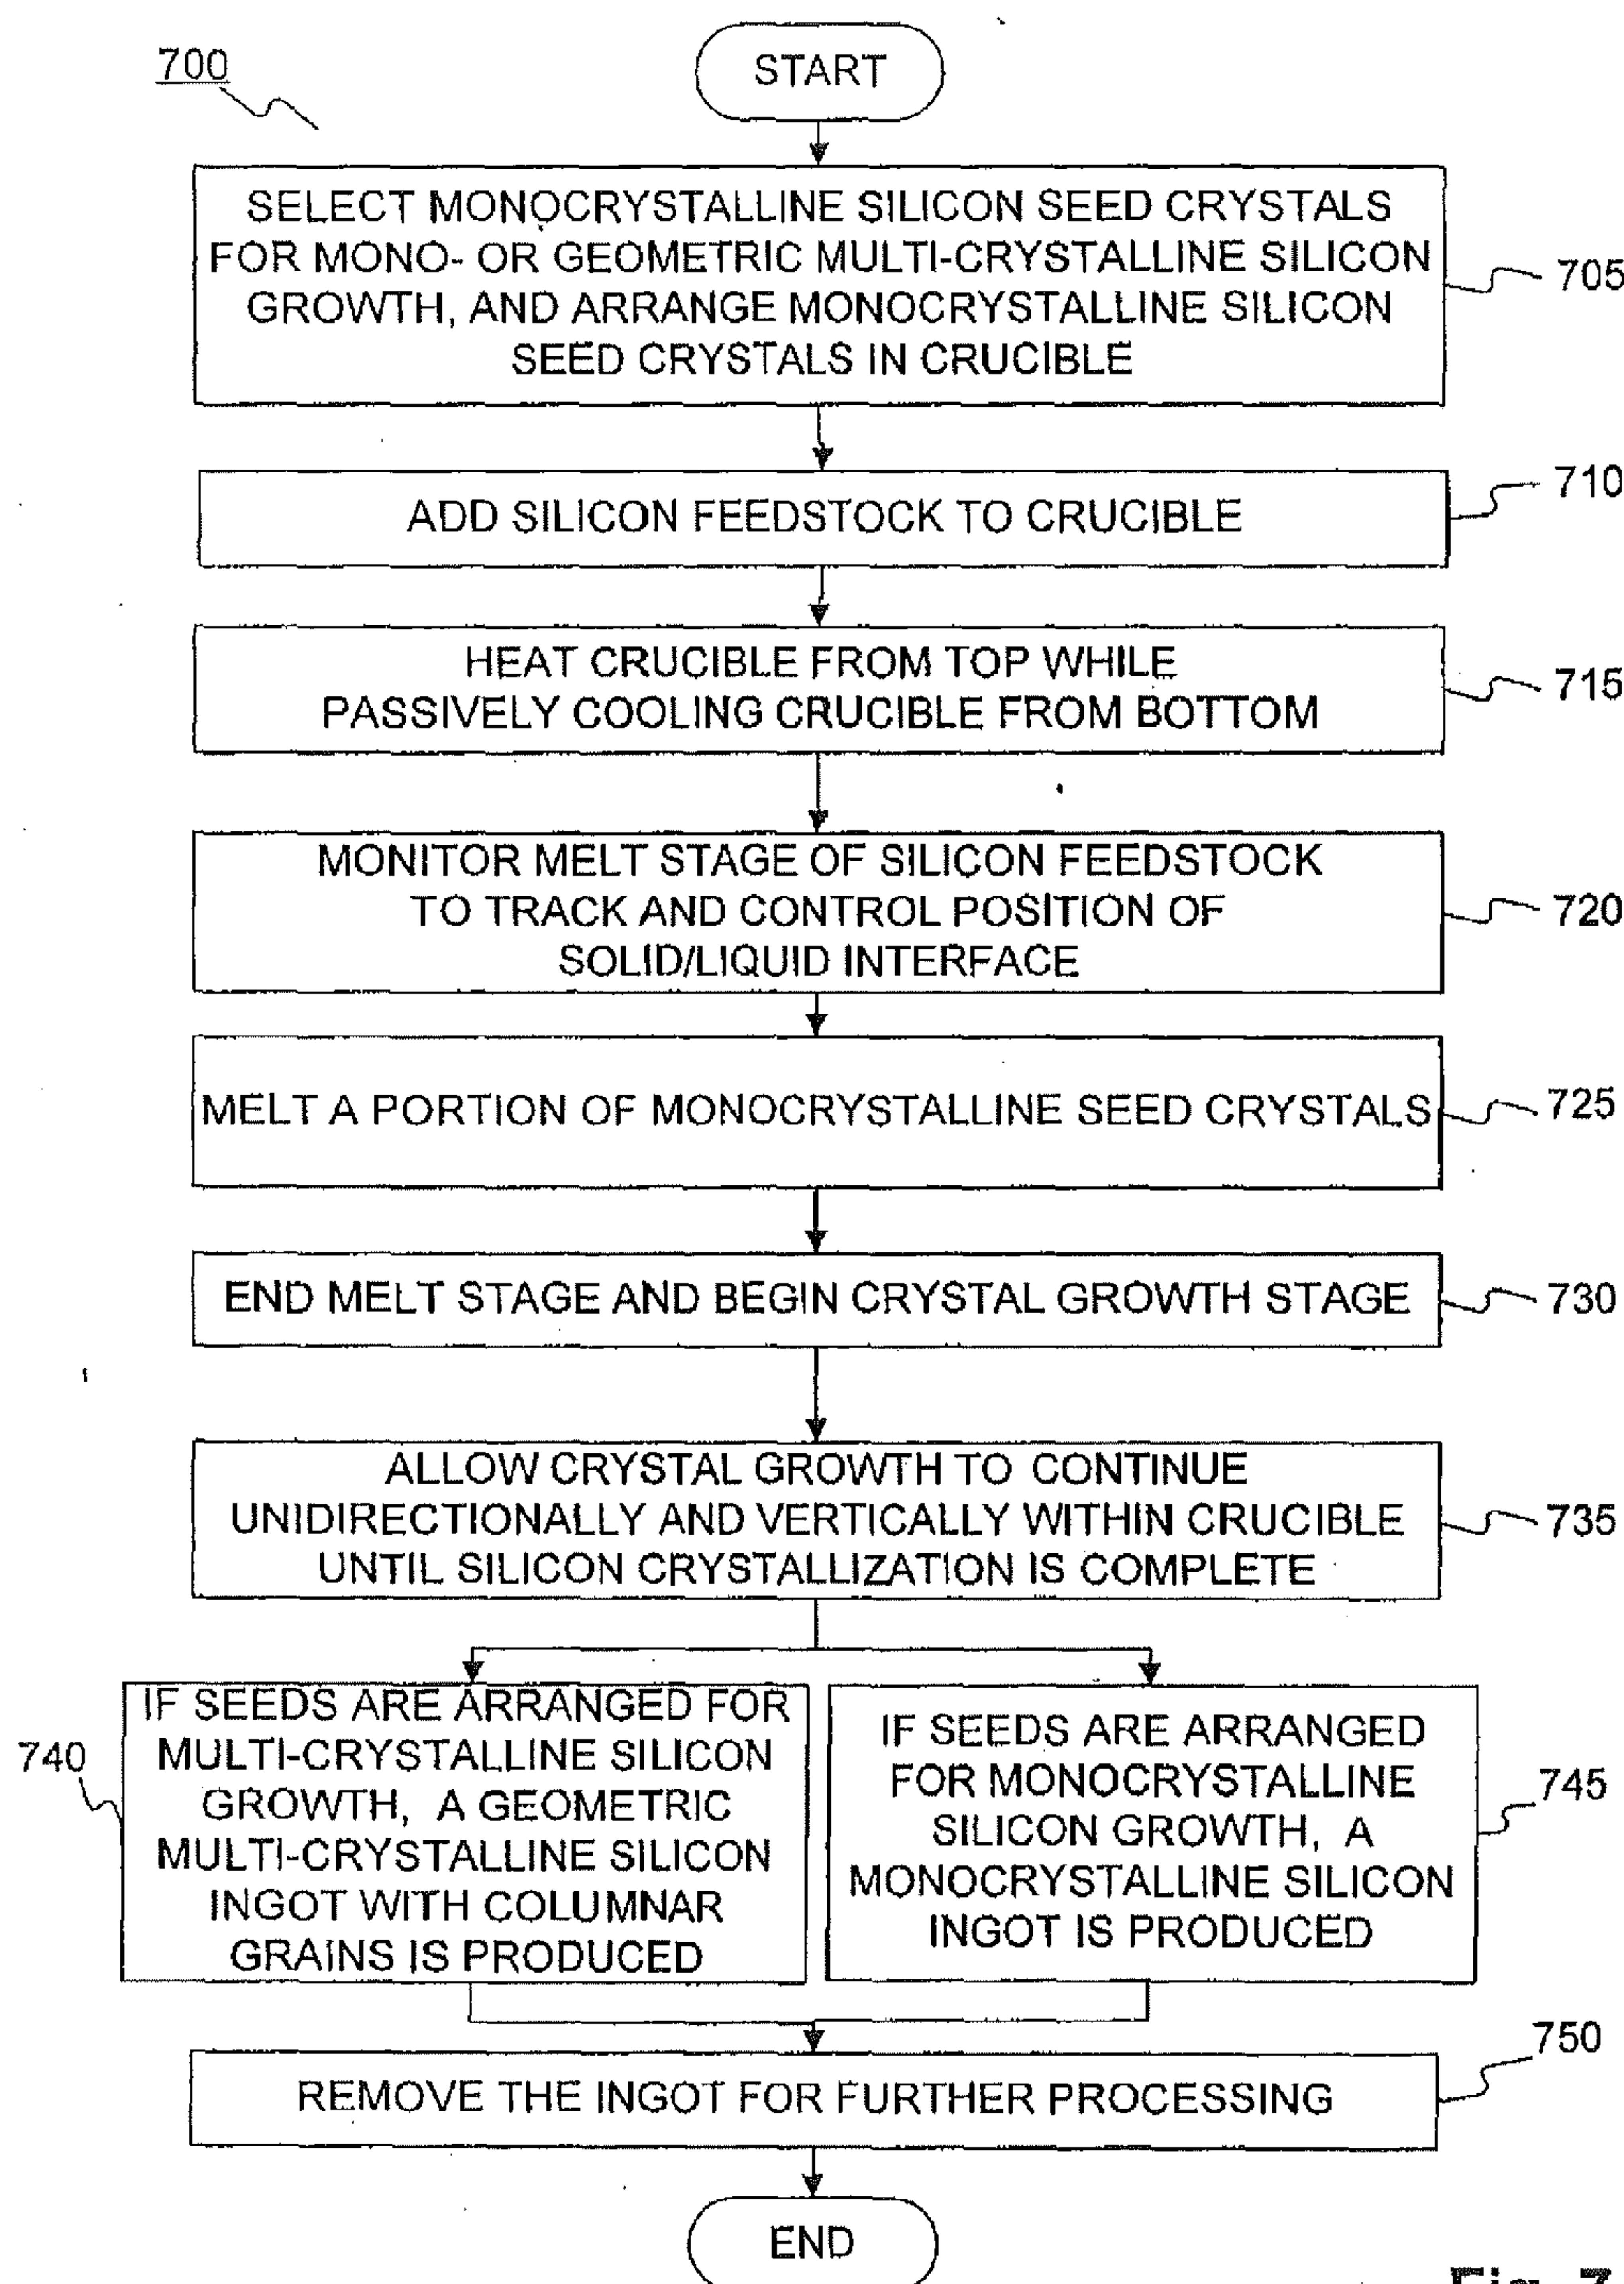 700
START
SELECT MONOCRYSTALLINE SILICON SEED CRYSTALS
FOR MONO- OR GEOMETRIC MULTI-CRYSTALLINE SILICON
GROWTH, AND ARRANGE MONOCRYSTALLINE SILICON
SEED CRYSTALS IN CRUCIBLE
705
ADD SILICON FEEDSTOCK TO CRUCIBLE
710
HEAT CRUCIBLE FROM TOP WHILE
PASSIVELY COOLING CRUCIBLE FROM BOTTOM
715
MONITOR MELT STAGE OF SILICON FEEDSTOCK
TO TRACK AND CONTROL POSITION OF
SOLID/LIQUID INTERFACE
720
MELT A PORTION OF MONOCRYSTALLINE SEED CRYSTALS
725
END MELT STAGE AND BEGIN CRYSTAL GROWTH STAGE
730
ALLOW CRYSTAL GROWTH TO CONTINUE
UNIDIRECTIONALLY AND VERTICALLY WITHIN CRUCIBLE
UNTIL SILICON CRYSTALLIZATION IS COMPLETE
735
740
IF SEEDS ARE ARRANGED FOR
MULTI-CRYSTALLINE SILICON
GROWTH, A GEOMETRIC
MULTI-CRYSTALLINE SILICON
INGOT WITH COLUMNAR
GRAINS IS PRODUCED
IF SEEDS ARE ARRANGED
FOR MONOCRYSTALLINE
SILICON GROWTH, A
MONOCRYSTALLINE SILICON
INGOT IS PRODUCED
745
REMOVE THE INGOT FOR FURTHER PROCESSING
750
END